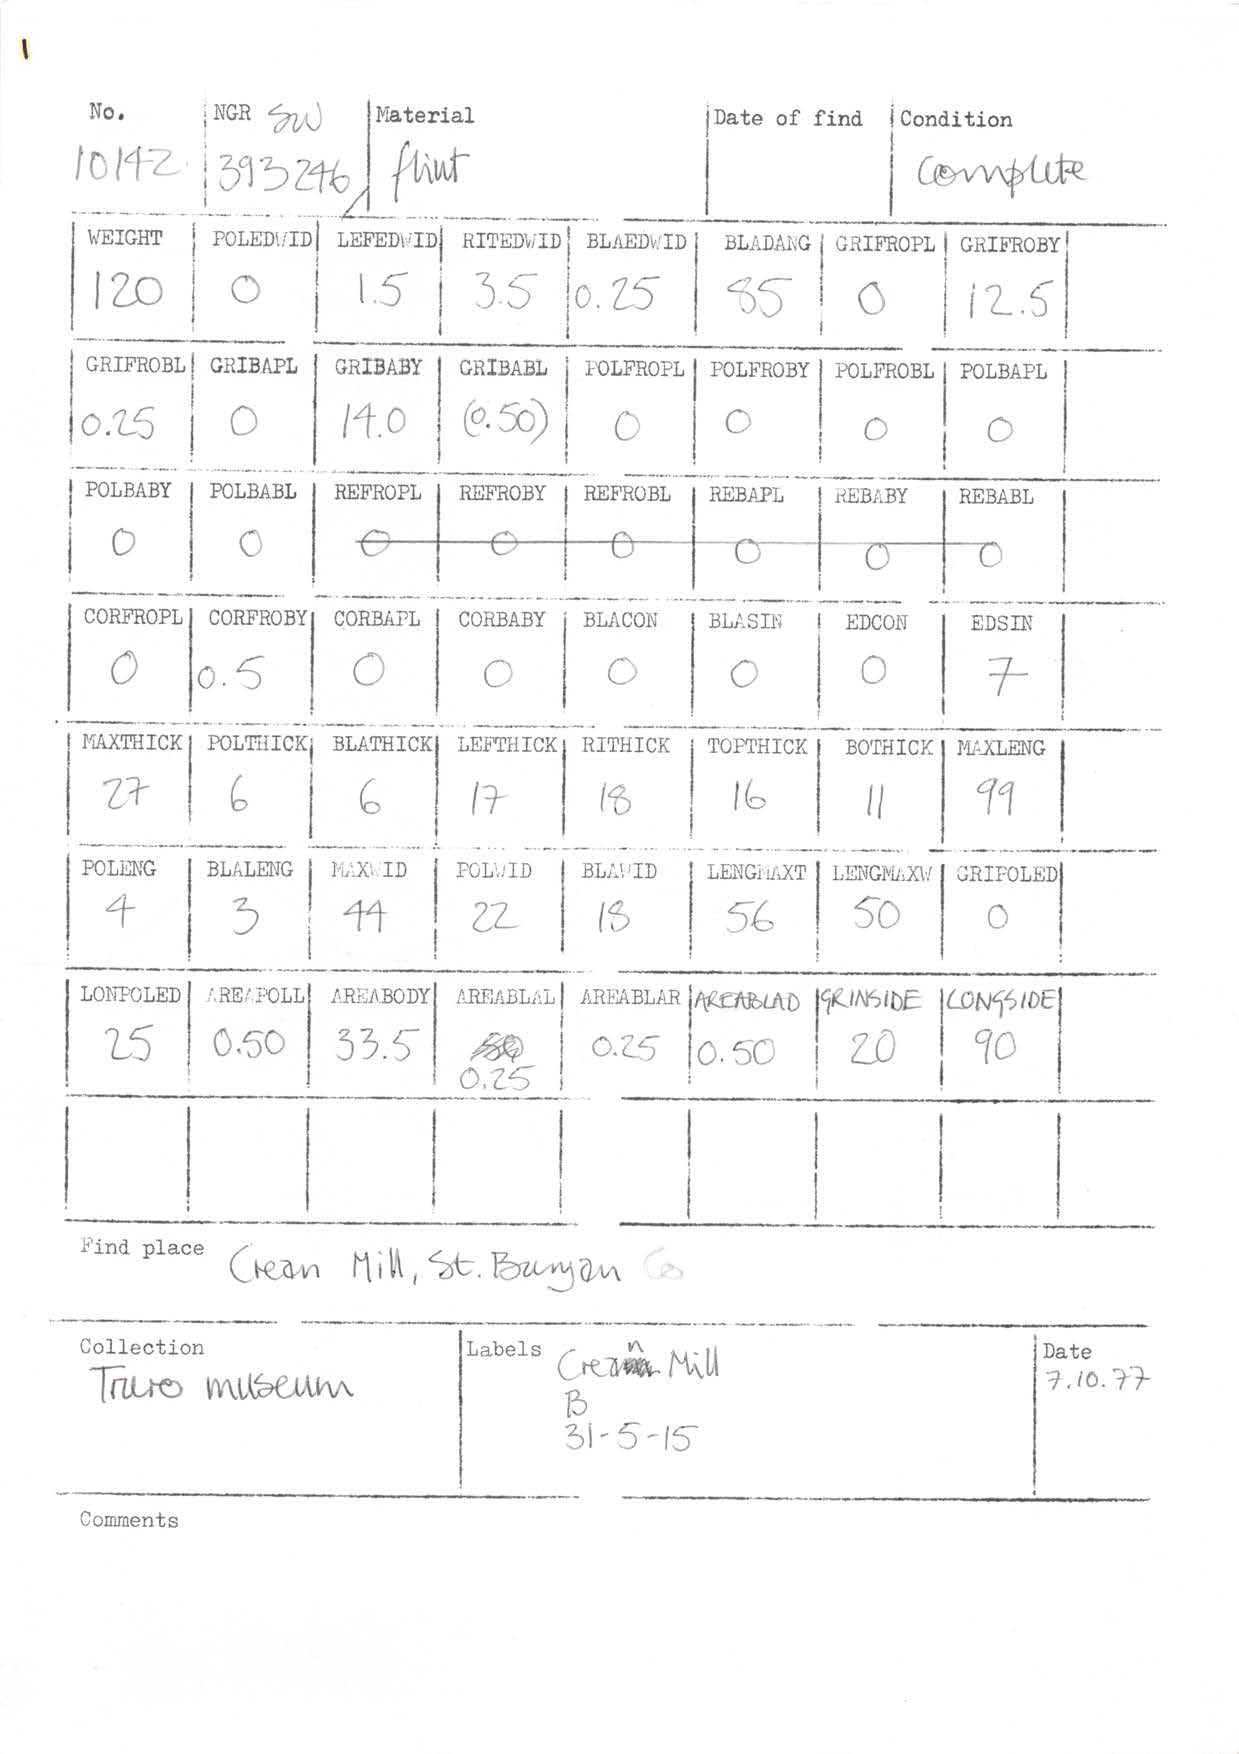 1
No. NGR SW Material Date of find Condition
10142 393246 flint complete
WEIGHT POLEDWID LEFEDWID RITEDWID BLAEDWID BLADANG GRIFROPL GRIFROBY
120 0 1.5 3.5 0.25 85 0 12.5
GRIFROBL GRIBAPL GRIBABY GRIBABL POLFROPL POLFROBY POLFROBL POLBAPL
0.25 0 14.0 (0.50) 0 0 0 0
POLBABY POLBABL REFROPL REFROBY REFROBL REBAPL REBABY REBABL
0 0 0 0 0 0 0 0
CORFROPL CORFROBY CORBAPL CORBABY BLACON BLASIN EDCON EDSIN
0 0.5 0 0 0 0 0 7
MAXTHICK POLTHICK BLATHICK LEFTHICK RITHICK TOPTHICK BOTHICK MAXLENG
27 6 6 17 18 16 11 99
POLENG BLALENG MAXWID POLWID BLAWID LENGMAXT LENGMAXW GRIPOLED
4 3 44 22 18 56 50 0
LONPOLED AREAPOLL AREABODY AREABLAL AREABLAR AREABLAD GRINSIDE LONGSIDE
25 0.50 33.5 0.25 0.50 20 90
0.25
Find place Crean Mill, St. Bunyan Co
Collection Labels Crean Mill Date
Truro museum B 7.10.77
31-5-15
Comments